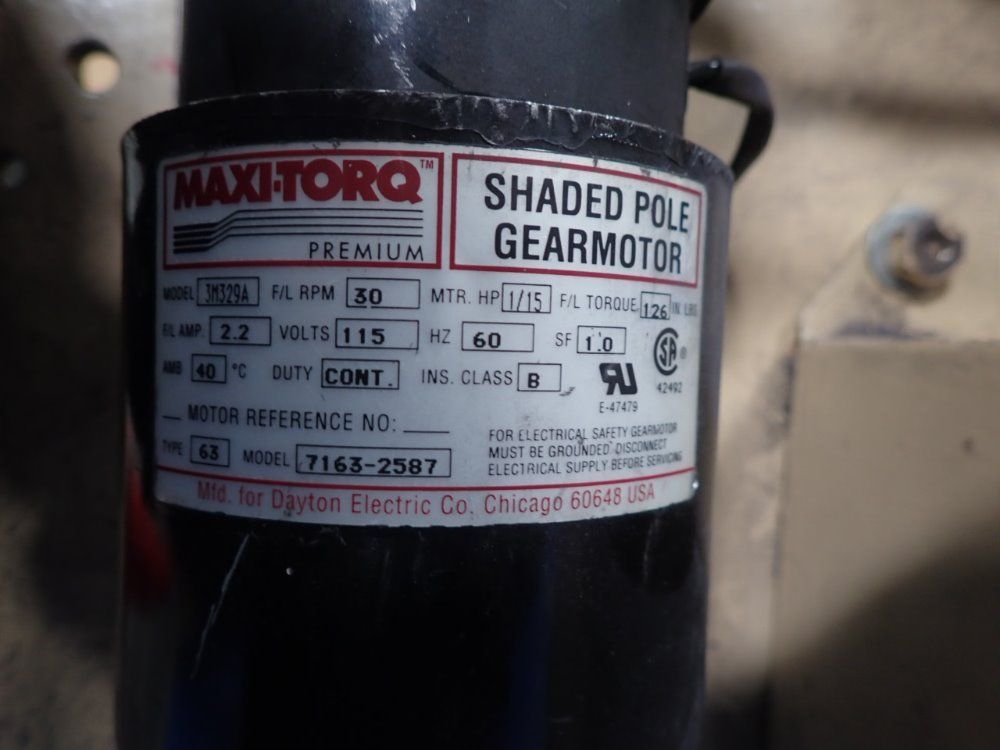 MAXI-TORQ™
PREMIUM
SHADED POLE
GEARMOTOR
MODEL 3M329A F/L RPM 30 MTR. HP 1/15 F/L TORQUE 126 IN. LBS.
F/L AMP. 2.2 VOLTS 115 HZ 60 SF 1.0
AMB 40 °C DUTY CONT. INS. CLASS B
SA ®
42492
RU
E-47479
MOTOR REFERENCE NO:
TYPE 63 MODEL 7163-2587
FOR ELECTRICAL SAFETY GEARMOTOR
MUST BE GROUNDED. DISCONNECT
ELECTRICAL SUPPLY BEFORE SERVICING
Mfd. for Dayton Electric Co. Chicago 60648 USA